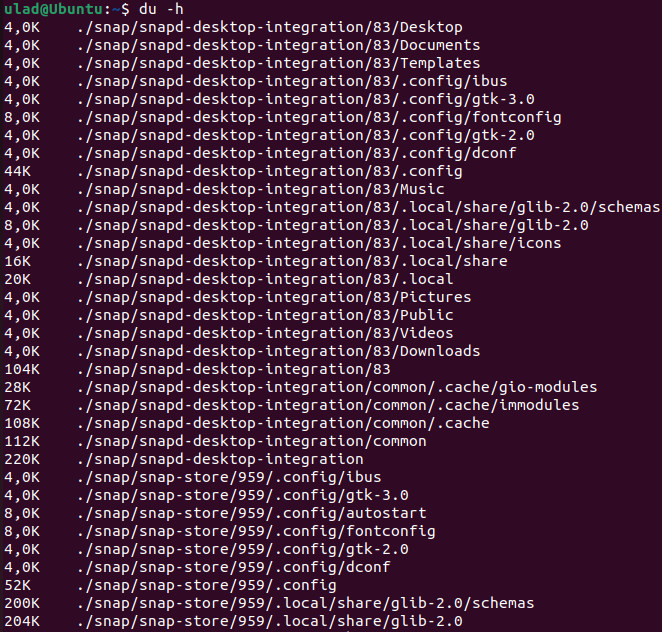 ulad@Ubuntu:~$ du -h
4,0K ./snap/snapd-desktop-integration/83/Desktop
4,0K ./snap/snapd-desktop-integration/83/Documents
4,0K ./snap/snapd-desktop-integration/83/Templates
4,0K ./snap/snapd-desktop-integration/83/.config/ibus
4,0K ./snap/snapd-desktop-integration/83/.config/gtk-3.0
8,0K ./snap/snapd-desktop-integration/83/.config/fontconfig
4,0K ./snap/snapd-desktop-integration/83/.config/gtk-2.0
4,0K ./snap/snapd-desktop-integration/83/.config/dconf
44K ./snap/snapd-desktop-integration/83/.config
4,0K ./snap/snapd-desktop-integration/83/Music
4,0K ./snap/snapd-desktop-integration/83/.local/share/glib-2.0/schemas
8,0K ./snap/snapd-desktop-integration/83/.local/share/glib-2.0
4,0K ./snap/snapd-desktop-integration/83/.local/share/icons
16K ./snap/snapd-desktop-integration/83/.local/share
20K ./snap/snapd-desktop-integration/83/.local
4,0K ./snap/snapd-desktop-integration/83/Pictures
4,0K ./snap/snapd-desktop-integration/83/Public
4,0K ./snap/snapd-desktop-integration/83/Videos
4,0K ./snap/snapd-desktop-integration/83/Downloads
104K ./snap/snapd-desktop-integration/83
28K ./snap/snapd-desktop-integration/common/.cache/gio-modules
72K ./snap/snapd-desktop-integration/common/.cache/immodules
108K ./snap/snapd-desktop-integration/common/.cache
112K ./snap/snapd-desktop-integration/common
220K ./snap/snapd-desktop-integration
4,0K ./snap/snap-store/959/.config/ibus
4,0K ./snap/snap-store/959/.config/gtk-3.0
8,0K ./snap/snap-store/959/.config/autostart
8,0K ./snap/snap-store/959/.config/fontconfig
4,0K ./snap/snap-store/959/.config/gtk-2.0
4,0K ./snap/snap-store/959/.config/dconf
52K ./snap/snap-store/959/.config
200K ./snap/snap-store/959/.local/share/glib-2.0/schemas
204K ./snap/snap-store/959/.local/share/glib-2.0